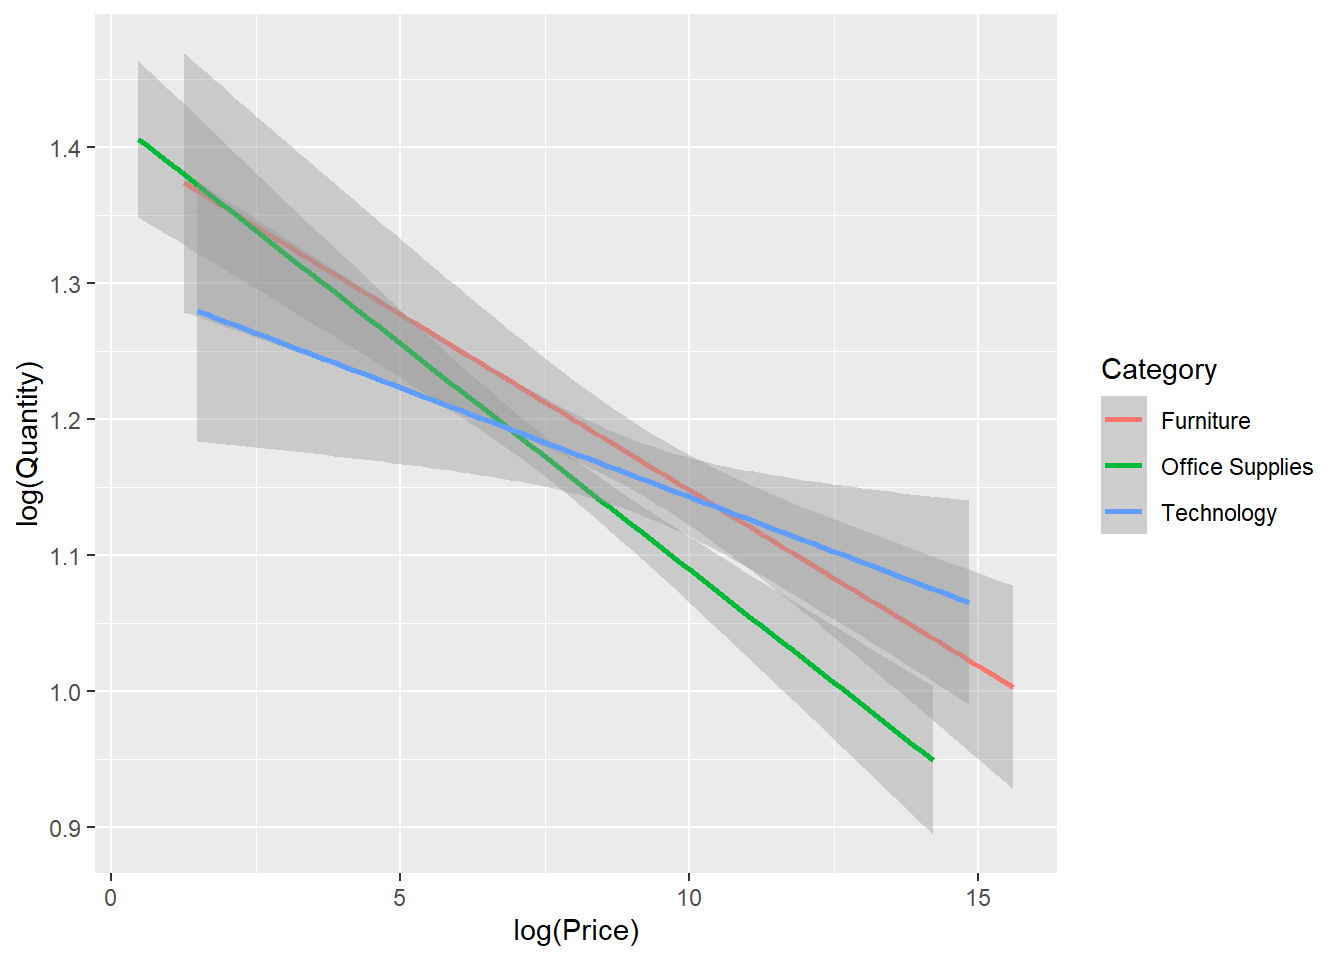 1.4
1.3
1.2
1.1
1.0
0.9
log(Quantity)
0
5
10
15
log(Price)
Category
Furniture
Office Supplies
Technology